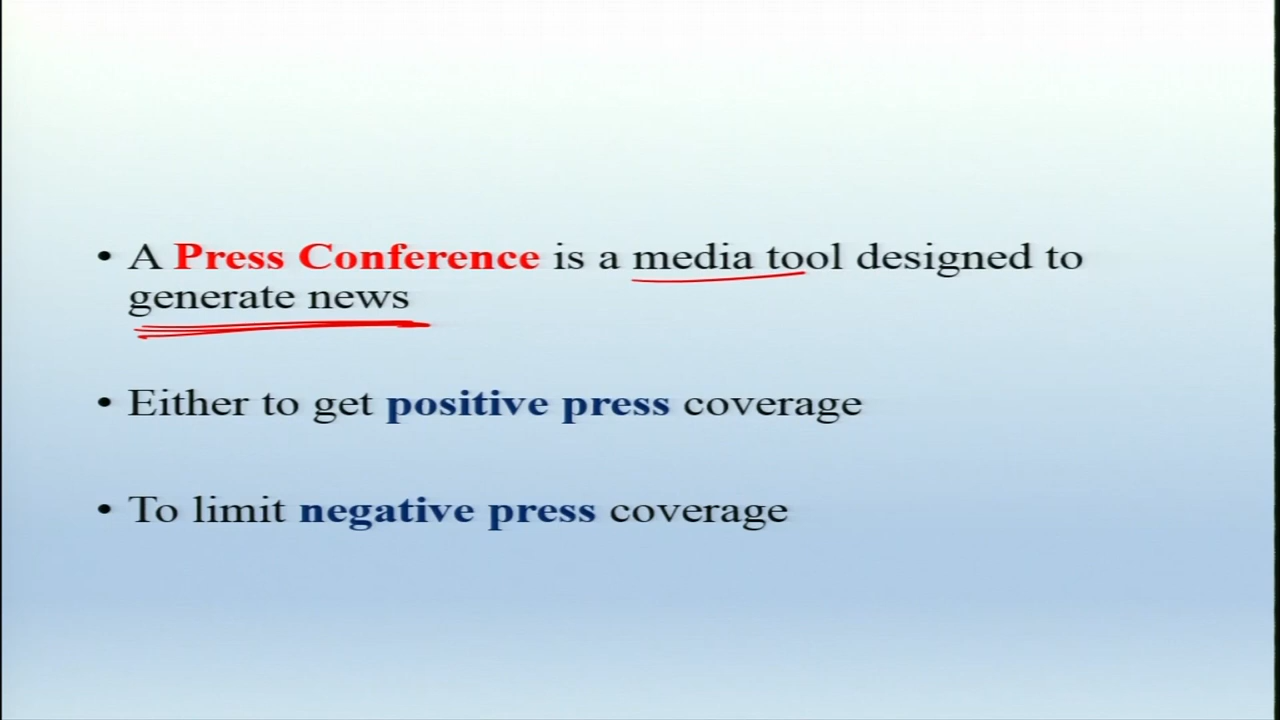 • A Press Conference is a media tool designed to
generate news
• Either to get positive press coverage
• To limit negative press coverage